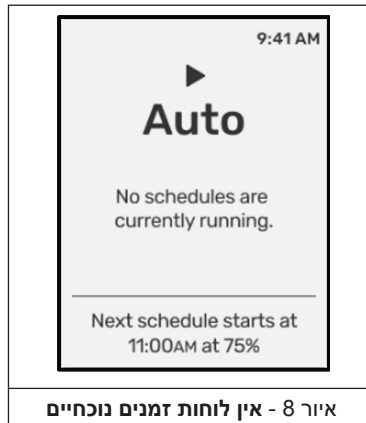 9:41 AM
Auto
No schedules are
currently running.
Next schedule starts at
11:00AM at 75%
איור 8 - אין לוחות זמנים נוכחיים